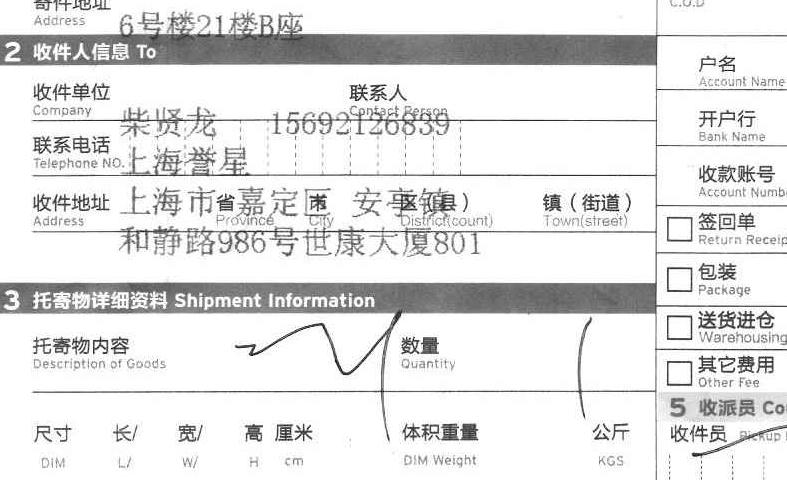 寄件地址 C.O.D
Address 6号楼21楼B座
2 收件人信息 To
收件单位 联系人 户名
Company Contact Person Account Name
柴贤龙 15692126839
联系电话 开户行
Telephone NO. 上海誉星 Bank Name
收款账号
Account Numb
收件地址 省 市 区（县） 镇（街道）
Address Province City District(count) Town(street)
上海市嘉定区 安亭镇
签回单
Return Receip
和静路986号世康大厦801
包装
Package
3 托寄物详细资料 Shipment Information
送货进仓
Warehousing
托寄物内容 数量
Description of Goods Quantity
其它费用
Other Fee
5 收派员 Cou
尺寸 长/ 宽/ 高 厘米 体积重量 公斤
DIM L/ W/ H cm DIM Weight KGS
收件员 Pickup